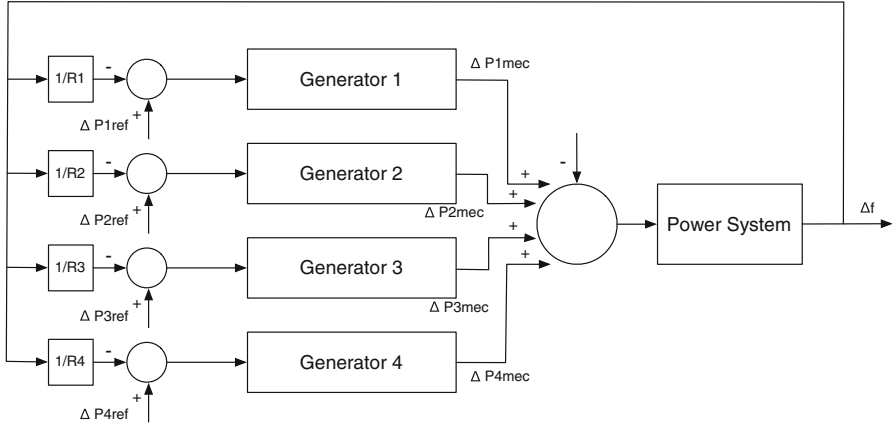 1/R1
-
+
Δ P1ref
Generator 1
Δ P1mec
1/R2
-
+
Δ P2ref
Generator 2
Δ P2mec
1/R3
-
+
Δ P3ref
Generator 3
Δ P3mec
1/R4
-
+
Δ P4ref
Generator 4
Δ P4mec
+
+
+
+
-
Power System
Δf